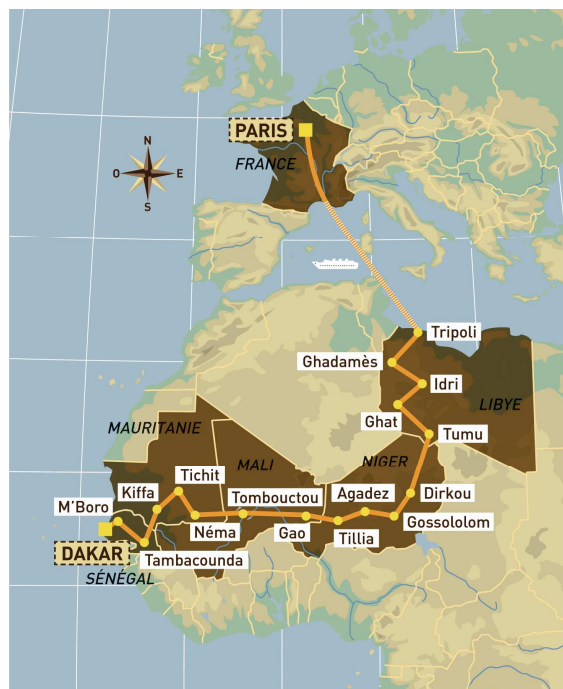 PARIS
FRANCE
N
O
E
S
Tripoli
Ghadamès
Idri
LIBYE
Ghat
Tumu
MAURITANIE
MALI
NIGER
Tichit
Kiffa
M'Boro
Tombouctou
Agadez
Dirkou
Néma
Gao
Tillia
Gossololom
DAKAR
Tambacounda
SÉNÉGAL